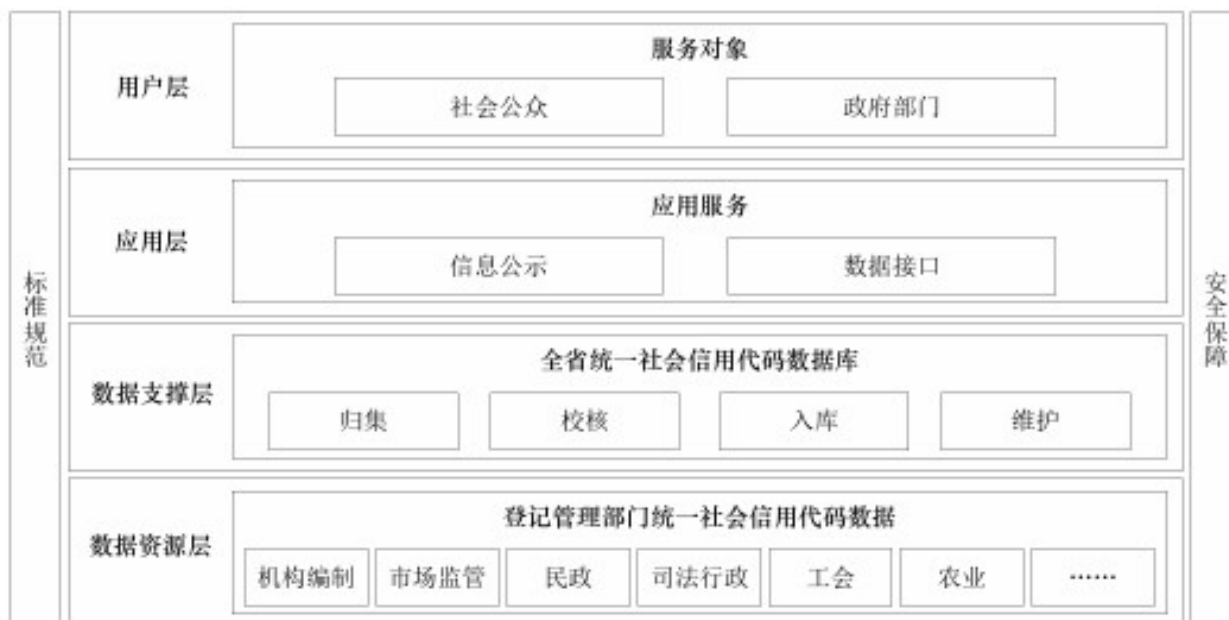 标准规范
用户层
服务对象
社会公众 政府部门
应用层
应用服务
信息公示 数据接口
数据支撑层
全省统一社会信用代码数据库
归集 校核 入库 维护
数据资源层
登记管理部门统一社会信用代码数据
机构编制 市场监管 民政 司法行政 工会 农业 ······
安全保障